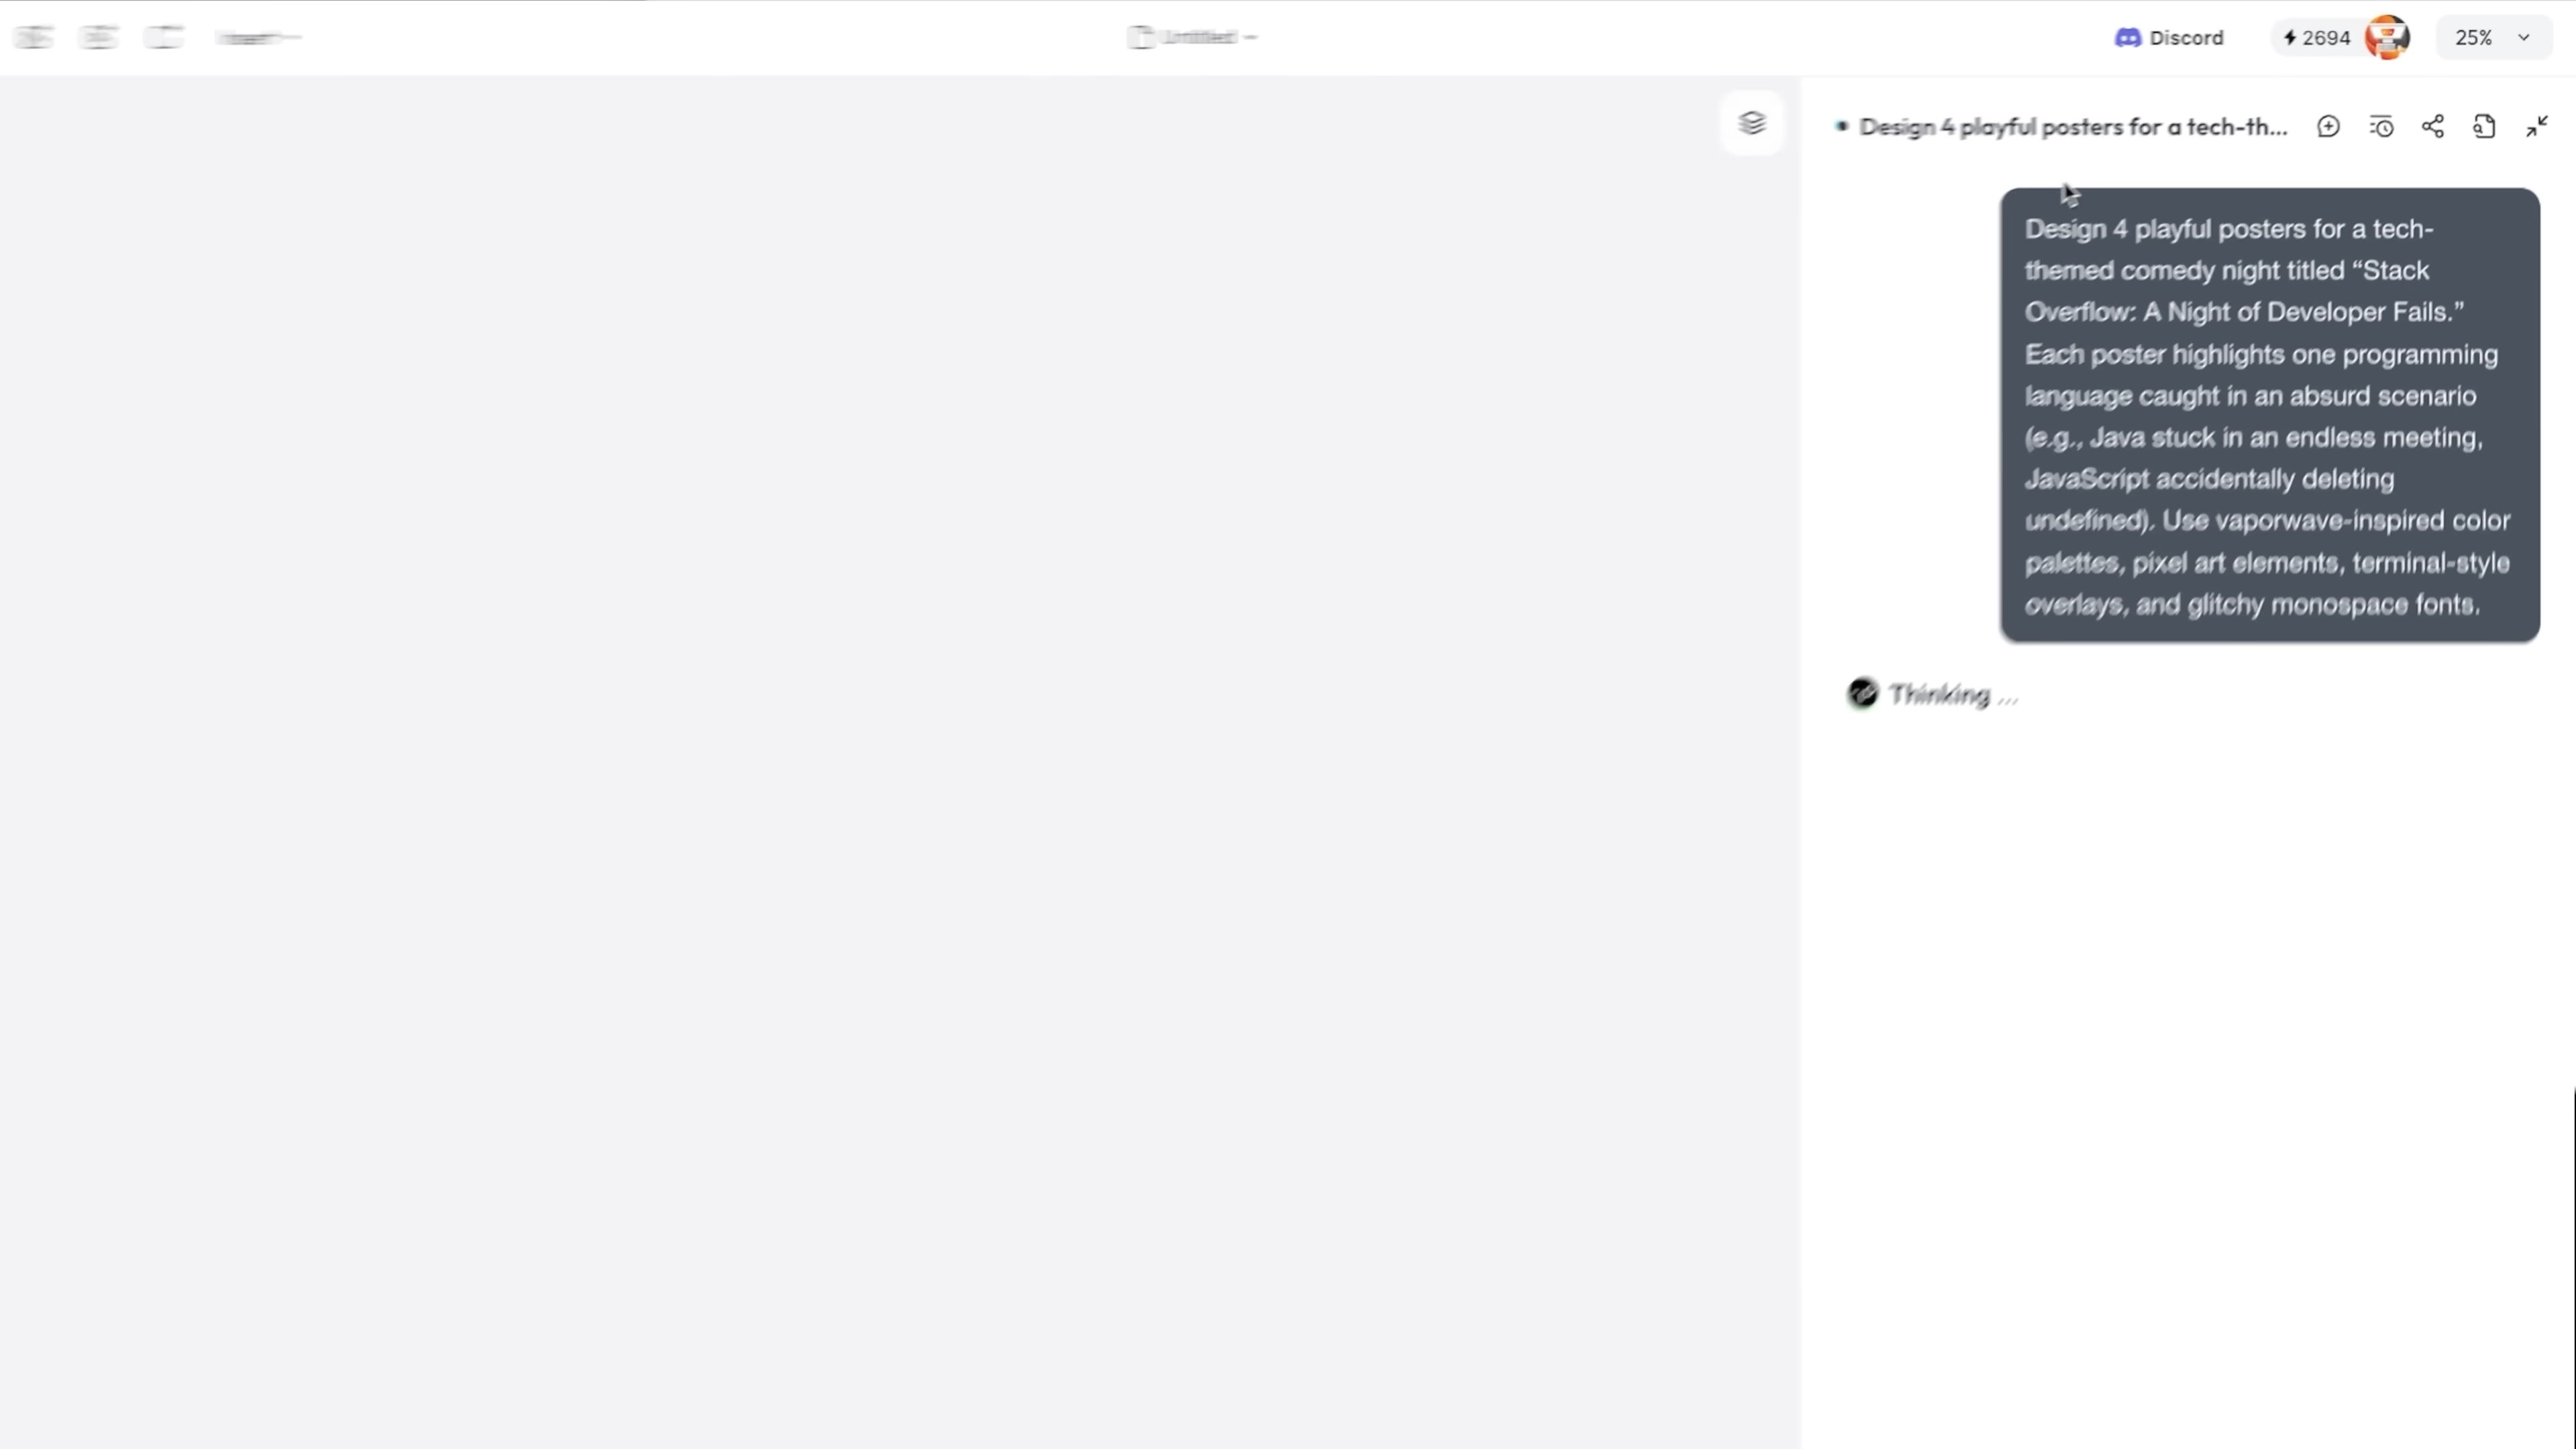 Untitled
Discord
2694
25%
Design 4 playful posters for a tech-th...
Design 4 playful posters for a tech-
themed comedy night titled “Stack
Overflow: A Night of Developer Fails.”
Each poster highlights one programming
language caught in an absurd scenario
(e.g., Java stuck in an endless meeting,
JavaScript accidentally deleting
undefined). Use vaporwave-inspired color
palettes, pixel art elements, terminal-style
overlays, and glitchy monospace fonts.
Thinking ...